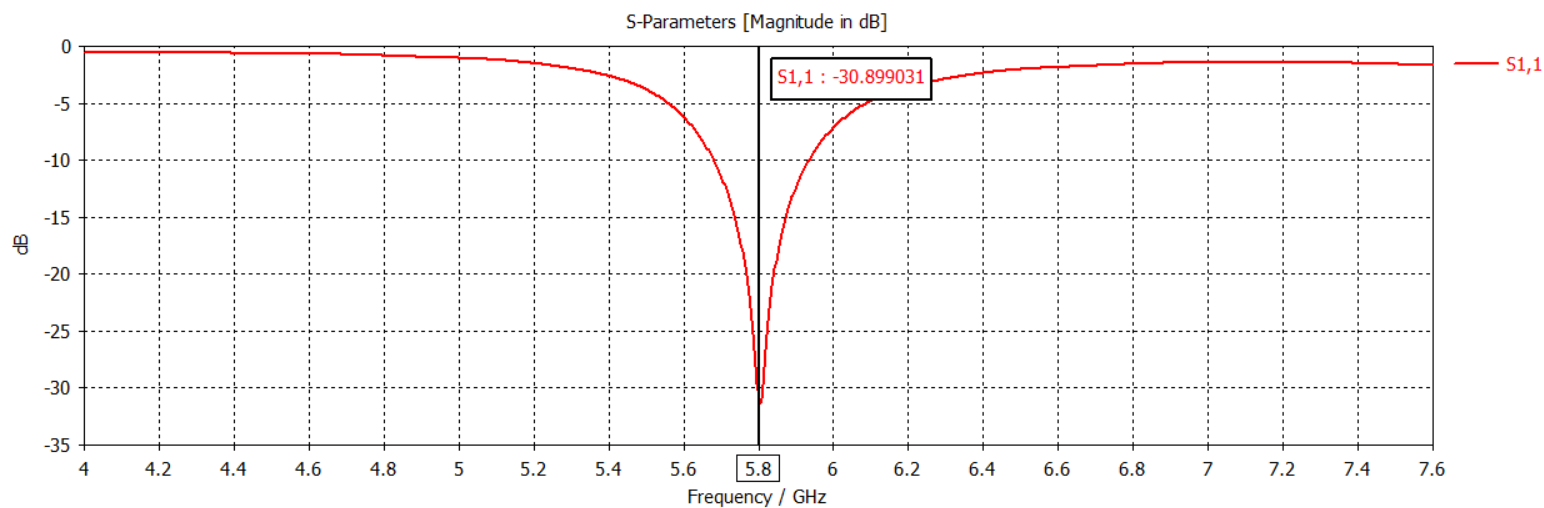 S-Parameters [Magnitude in dB]
0
-5
-10
-15
-20
-25
-30
-35
dB
S1,1 : -30.899031
S1,1
4 4.2 4.4 4.6 4.8 5 5.2 5.4 5.6 5.8 6 6.2 6.4 6.6 6.8 7 7.2 7.4 7.6
Frequency / GHz